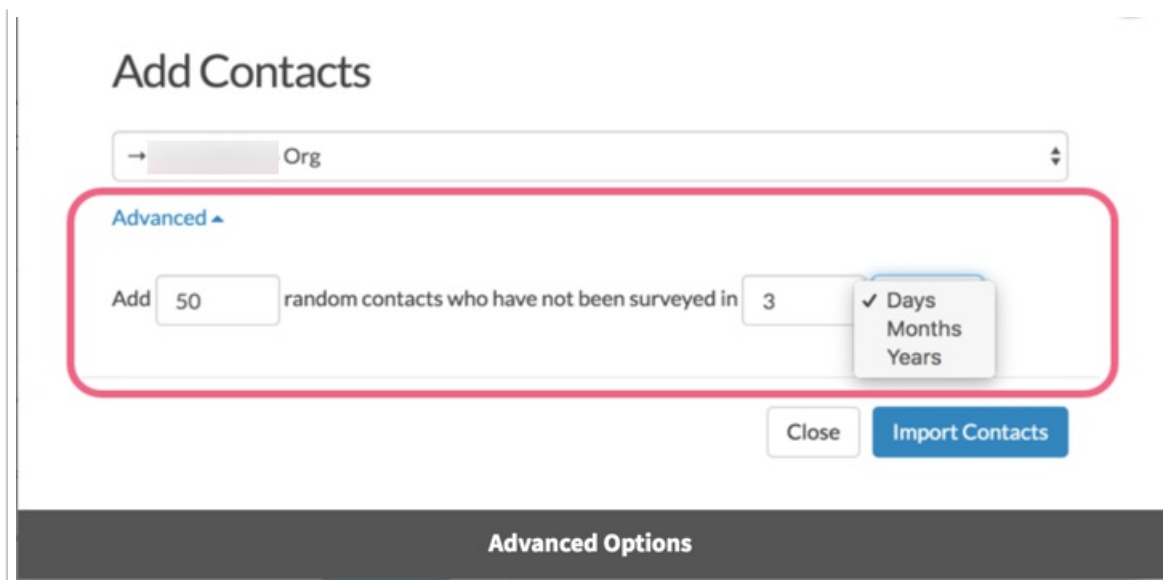 Add Contacts
→ Org
Advanced
Add 50 random contacts who have not been surveyed in 3 ✓ Days
Months
Years
Close Import Contacts
Advanced Options